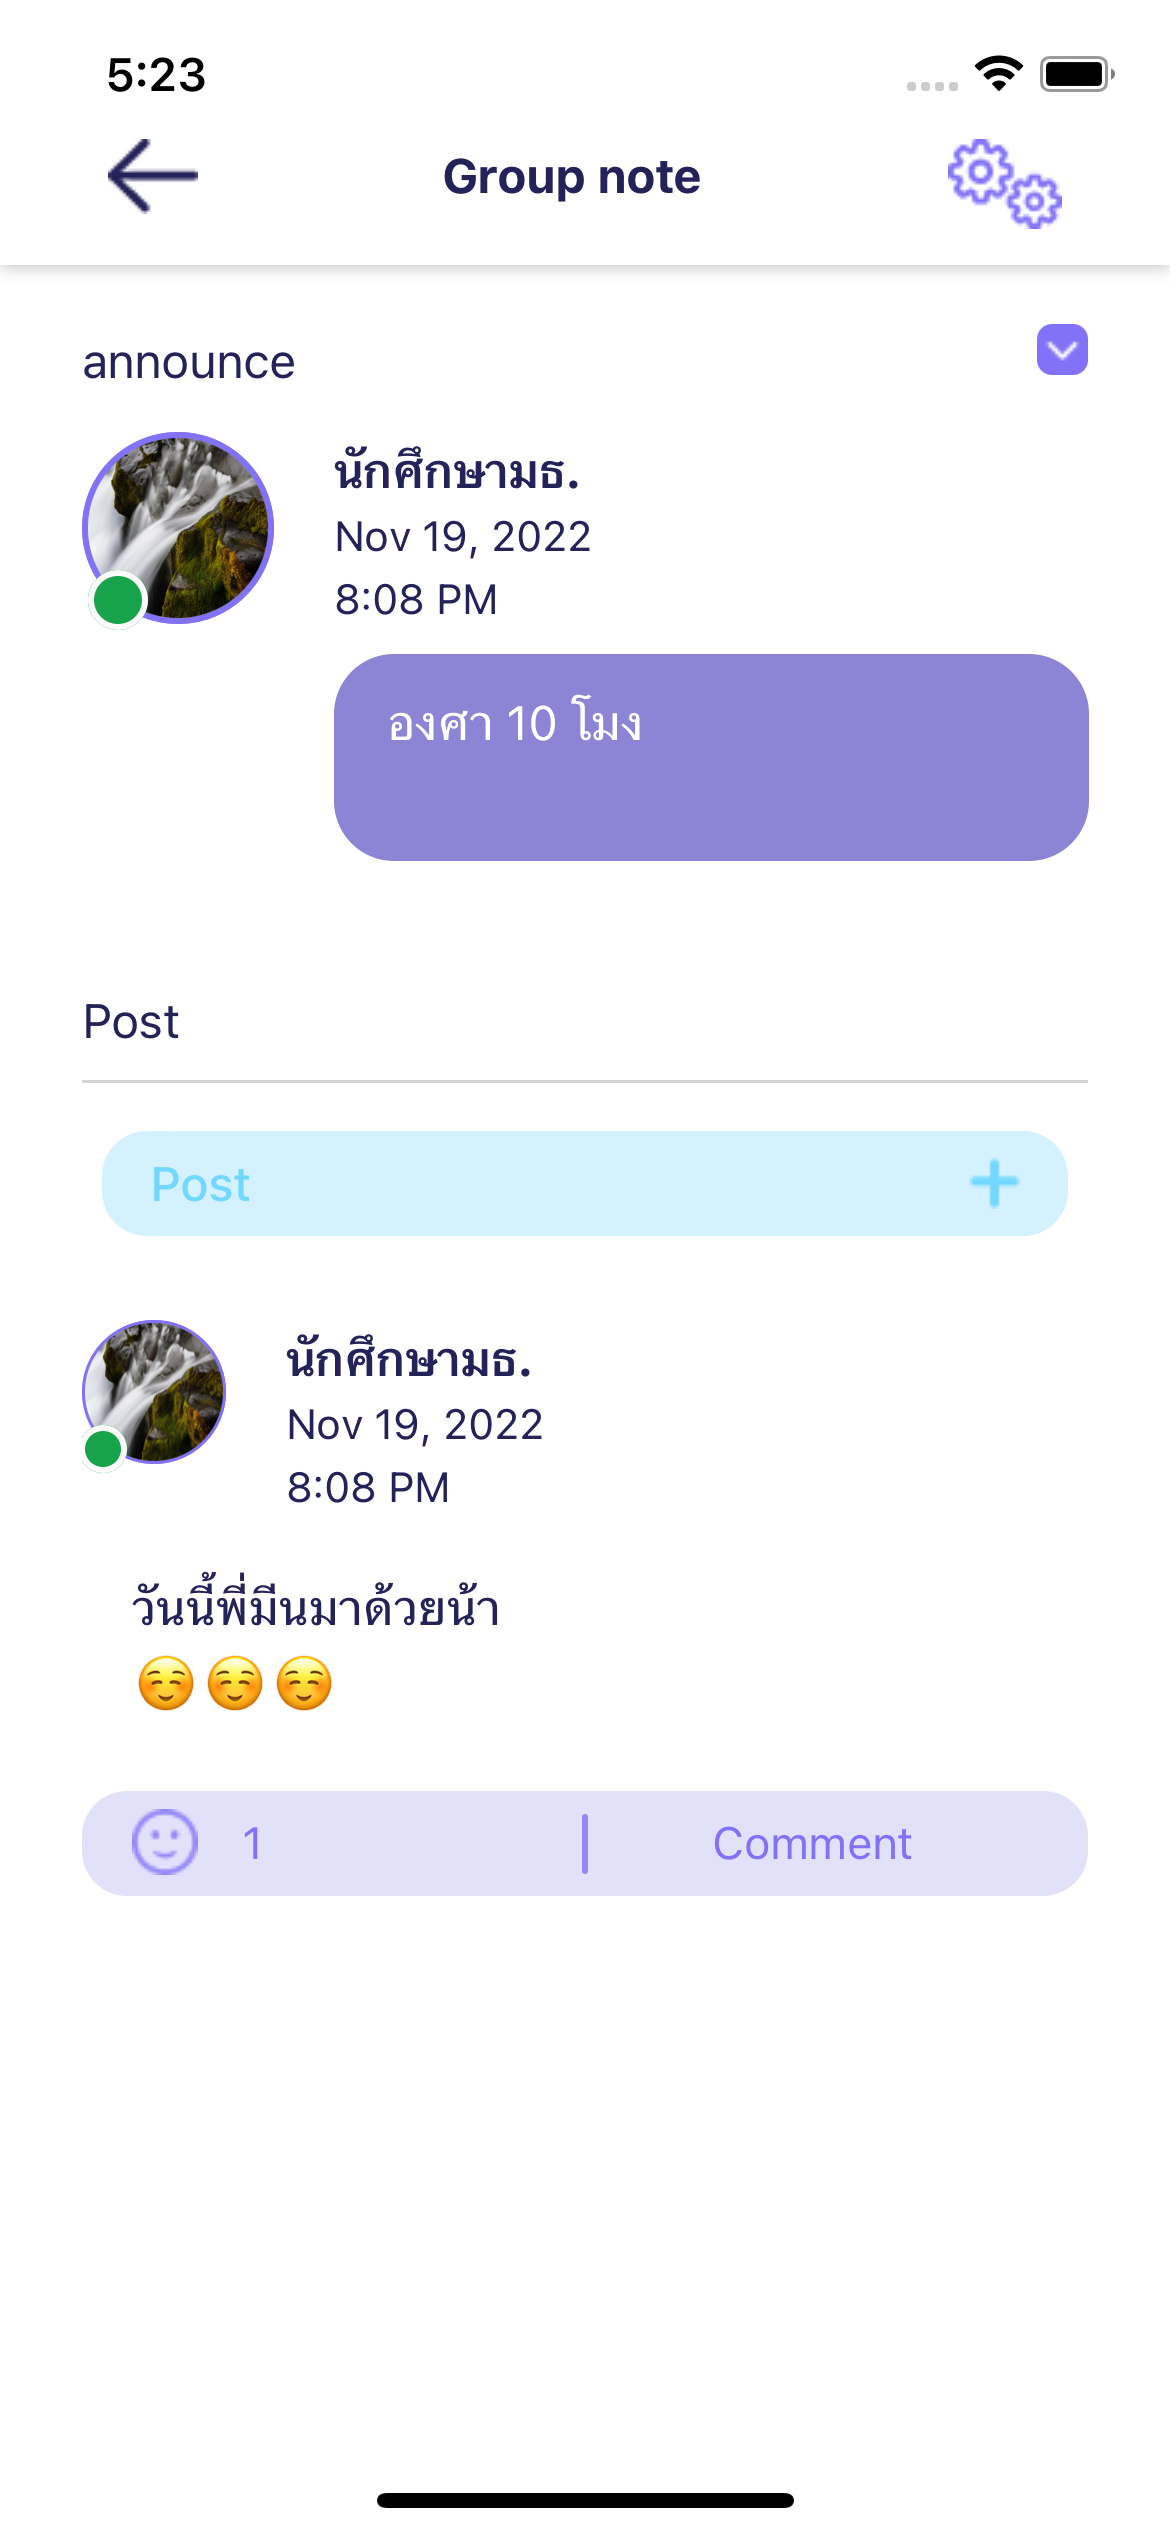 5:23
Group note
announce
นักศึกษามธ.
Nov 19, 2022
8:08 PM
องศา 10 โมง
Post
Post
นักศึกษามธ.
Nov 19, 2022
8:08 PM
วันนี้พี่มีนมาด้วยน้า
☺️☺️☺️
1
Comment